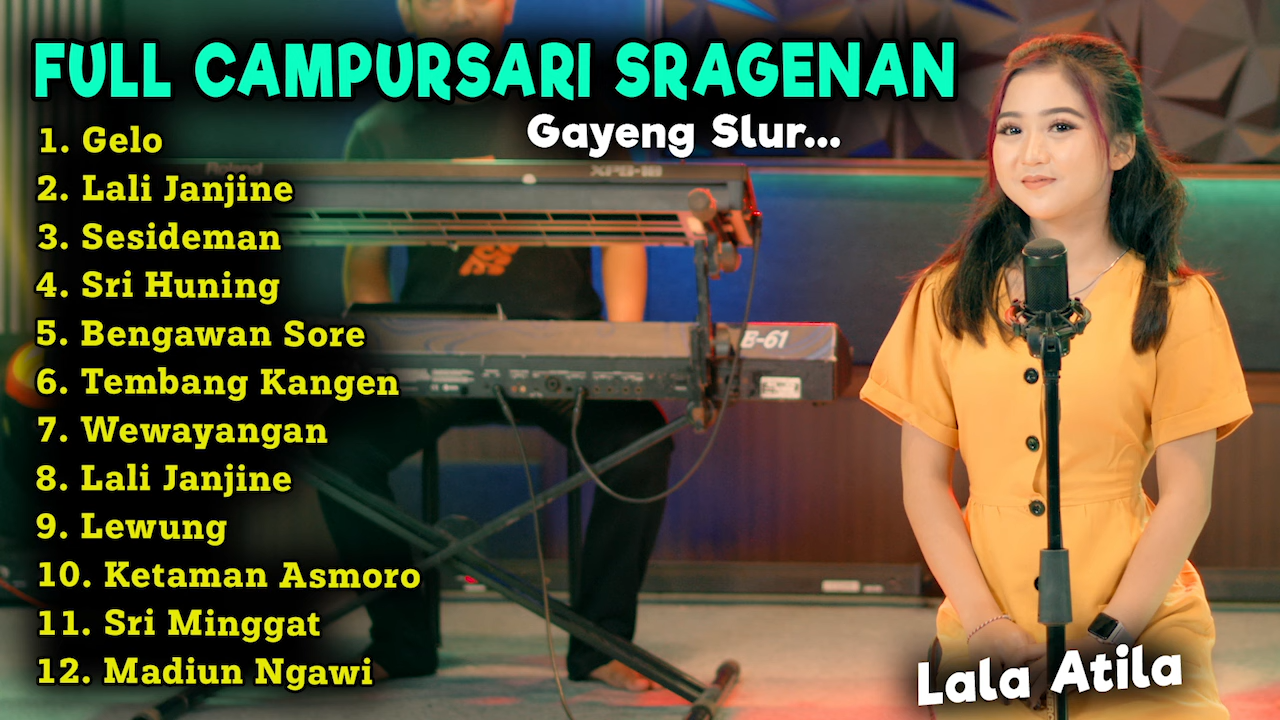 FULL CAMPURSARI SRAGENAN
Gayeng Slur...
1. Gelo
2. Lali Janjine
3. Sesideman
4. Sri Huning
5. Bengawan Sore
6. Tembang Kangen
7. Wewayangan
8. Lali Janjine
9. Lewung
10. Ketaman Asmoro
11. Sri Minggat
12. Madiun Ngawi
Roland
E-61
Lala Atila